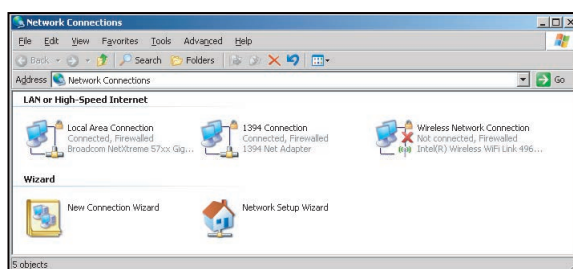 Network Connections
File Edit View Favorites Tools Advanced Help
Back Search Folders
Address Network Connections Go
LAN or High-Speed Internet
Local Area Connection
Connected, Firewalled
Broadcom NetXtreme 57xx Gig...
1394 Connection
Connected, Firewalled
1394 Net Adapter
Wireless Network Connection
Not connected, Firewalled
Intel(R) Wireless WiFi Link 496...
Wizard
New Connection Wizard
Network Setup Wizard
5 objects